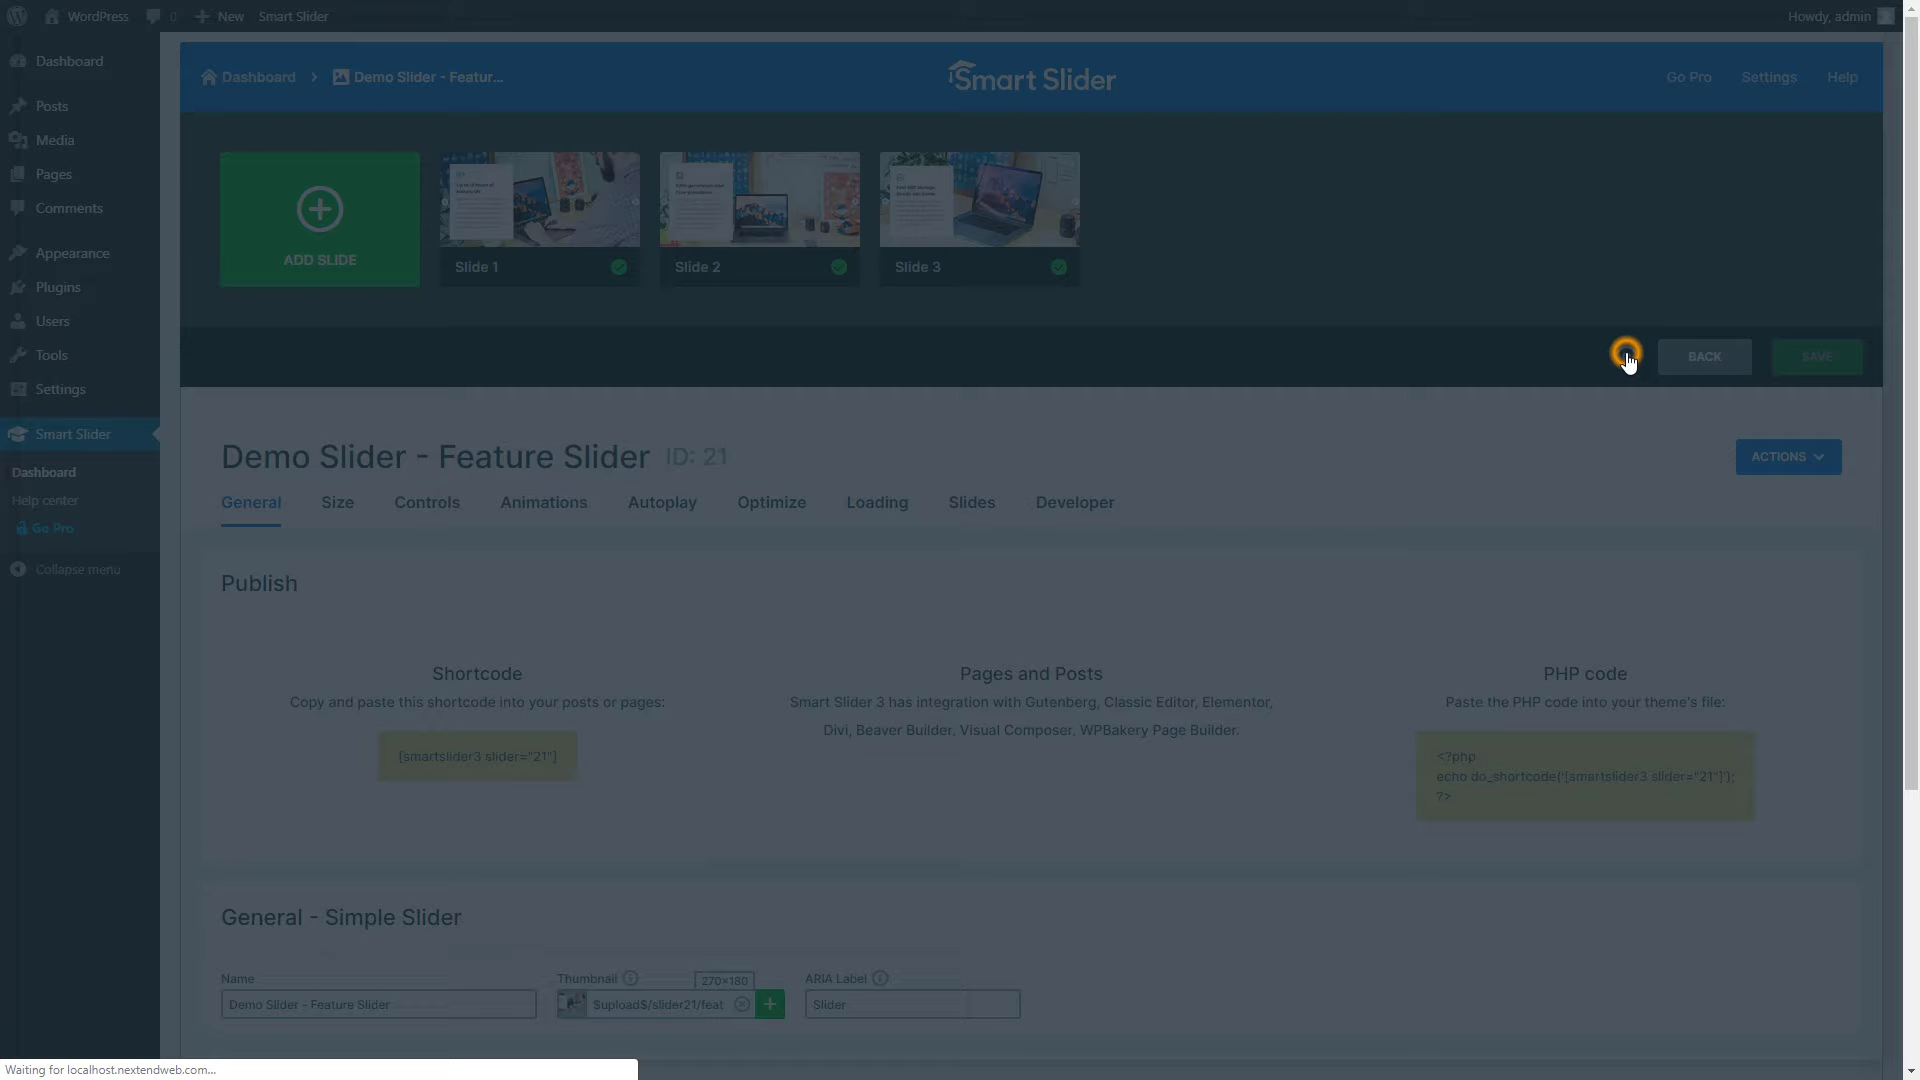 WordPress 0 New Smart Slider Howdy, admin
Dashboard
Posts
Media
Pages
Comments
Appearance
Plugins
Users
Tools
Settings
Smart Slider
Dashboard
Help center
Go Pro
Collapse menu
Dashboard Demo Slider - Featur... Smart Slider Go Pro Settings Help
ADD SLIDE
Slide 1 Slide 2 Slide 3
BACK SAVE
Demo Slider - Feature Slider ID: 21 ACTIONS
General Size Controls Animations Autoplay Optimize Loading Slides Developer
Publish
Shortcode
Copy and paste this shortcode into your posts or pages:
[smartslider3 slider="21"]
Pages and Posts
Smart Slider 3 has integration with Gutenberg, Classic Editor, Elementor,
Divi, Beaver Builder, Visual Composer, WPBakery Page Builder.
PHP code
Paste the PHP code into your theme's file:
<?php
echo do_shortcode('[smartslider3 slider="21"]');
?>
General - Simple Slider
Name Thumbnail 270×180 ARIA Label
Demo Slider - Feature Slider $upload$/slider21/feat Slider
Waiting for localhost.nextendweb.com...